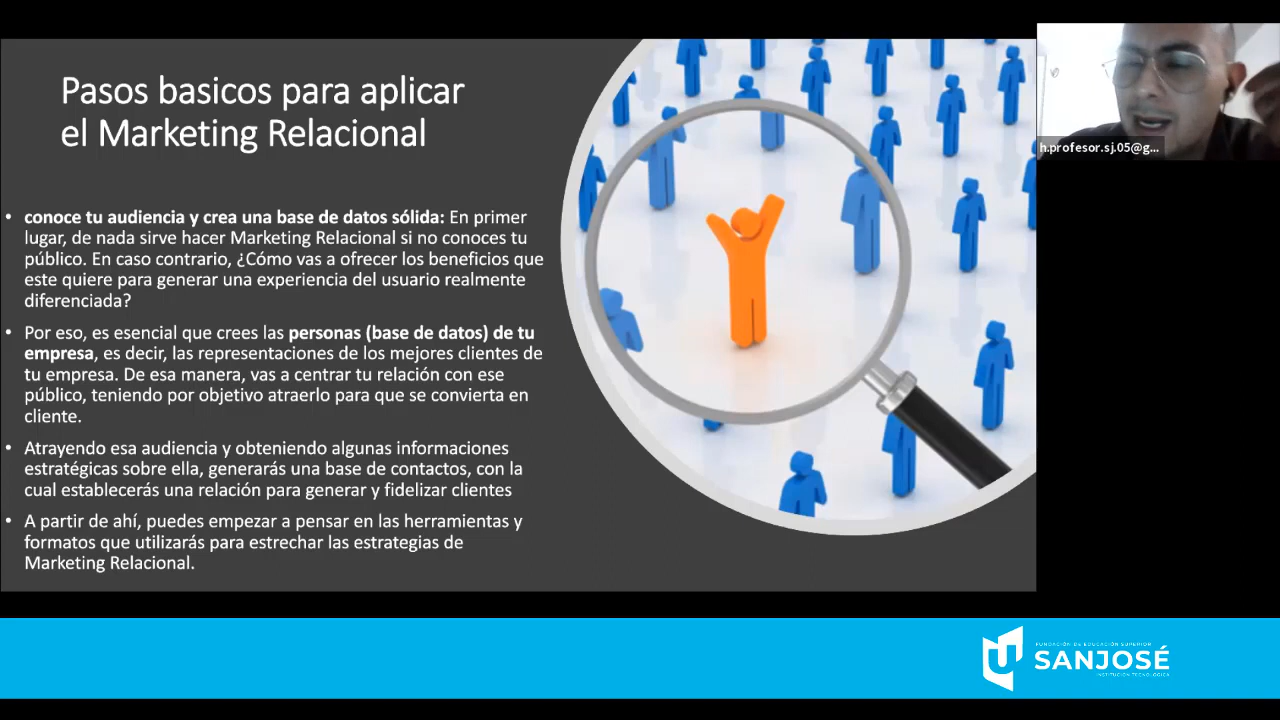 Pasos basicos para aplicar
el Marketing Relacional
• conoce tu audiencia y crea una base de datos sólida: En primer
lugar, de nada sirve hacer Marketing Relacional si no conoces tu
público. En caso contrario, ¿Cómo vas a ofrecer los beneficios que
este quiere para generar una experiencia del usuario realmente
diferenciada?
• Por eso, es esencial que crees las personas (base de datos) de tu
empresa, es decir, las representaciones de los mejores clientes de
tu empresa. De esa manera, vas a centrar tu relación con ese
público, teniendo por objetivo atraerlo para que se convierta en
cliente.
• Atrayendo esa audiencia y obteniendo algunas informaciones
estratégicas sobre ella, generarás una base de contactos, con la
cual establecerás una relación para generar y fidelizar clientes
• A partir de ahí, puedes empezar a pensar en las herramientas y
formatos que utilizarás para estrechar las estrategias de
Marketing Relacional.
h.profesor.sj.05@g...
FUNDACIÓN DE EDUCACIÓN SUPERIOR
SANJOSÉ
INSTITUCIÓN TECNOLÓGICA